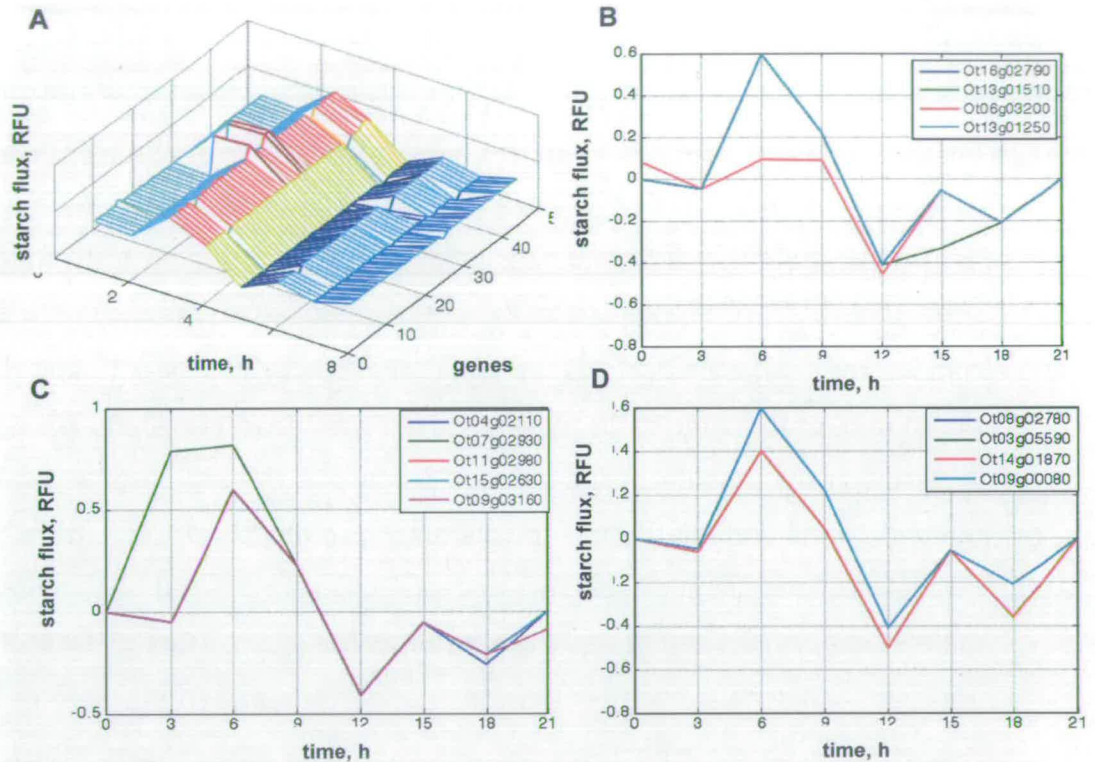 A
starch flux, RFU
2
4
6
8
time, h
0
10
20
30
40
genes
B
starch flux, RFU
0.6
0.4
0.2
0
-0.2
-0.4
-0.6
-0.8
0
3
6
9
12
15
18
21
time, h
Ot16g02790
Ot13g01510
Ot06g03200
Ot13g01250
C
starch flux, RFU
1
0.5
0
-0.5
0
3
6
9
12
15
18
21
time, h
Ot04g02110
Ot07g02930
Ot11g02980
Ot15g02630
Ot09g03160
D
starch flux, RFU
-0.4
-0.6
-0.8
0
3
6
9
12
15
18
21
time, h
Ot08g02780
Ot03g05590
Ot14g01870
Ot09g00080